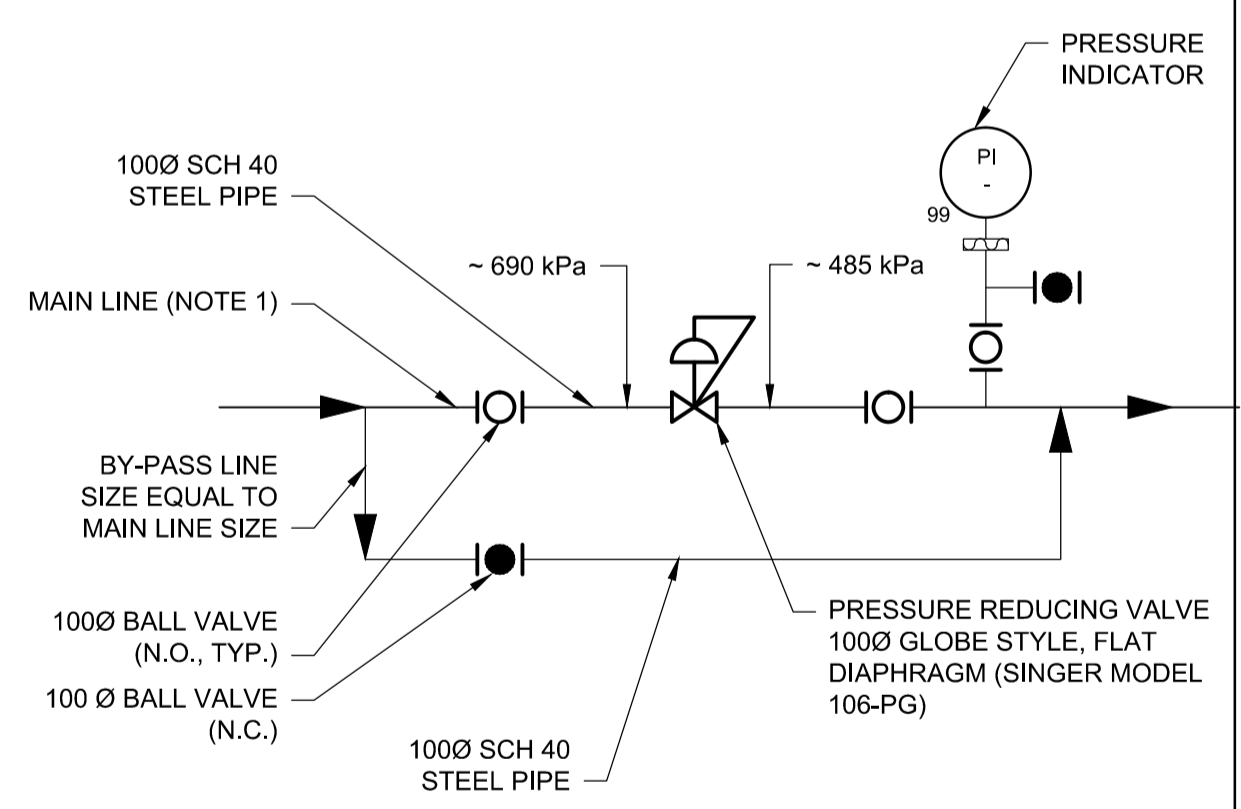 PRESSURE
INDICATOR
PI
-
99
100Ø SCH 40
STEEL PIPE
~ 690 kPa
~ 485 kPa
MAIN LINE (NOTE 1)
BY-PASS LINE
SIZE EQUAL TO
MAIN LINE SIZE
100Ø BALL VALVE
(N.O., TYP.)
100 Ø BALL VALVE
(N.C.)
PRESSURE REDUCING VALVE
100Ø GLOBE STYLE, FLAT
DIAPHRAGM (SINGER MODEL
106-PG)
100Ø SCH 40
STEEL PIPE